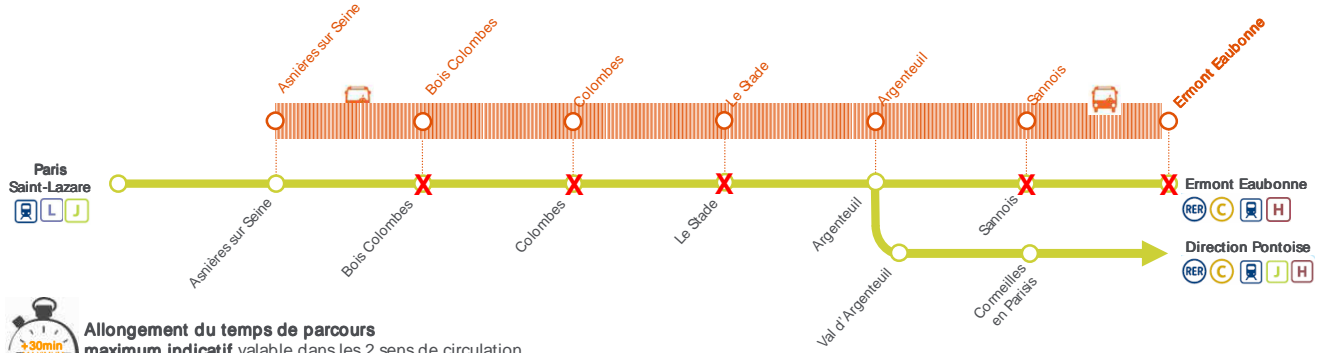 Asnières sur Seine
Bois Colombes
Colombes
Le Stade
Argenteuil
Sannois
Ermont Eaubonne
Paris
Saint-Lazare
L J
X X X X X
Ermont Eaubonne
RER C H
Asnières sur Seine
Bois Colombes
Colombes
Le Stade
Argenteuil
Sannois
Direction Pontoise
RER C J H
Val d'Argenteuil
Cormeilles
en Parisis
+30min
Allongement du temps de parcours
maximum indicatif valable dans les 2 sens de circulation